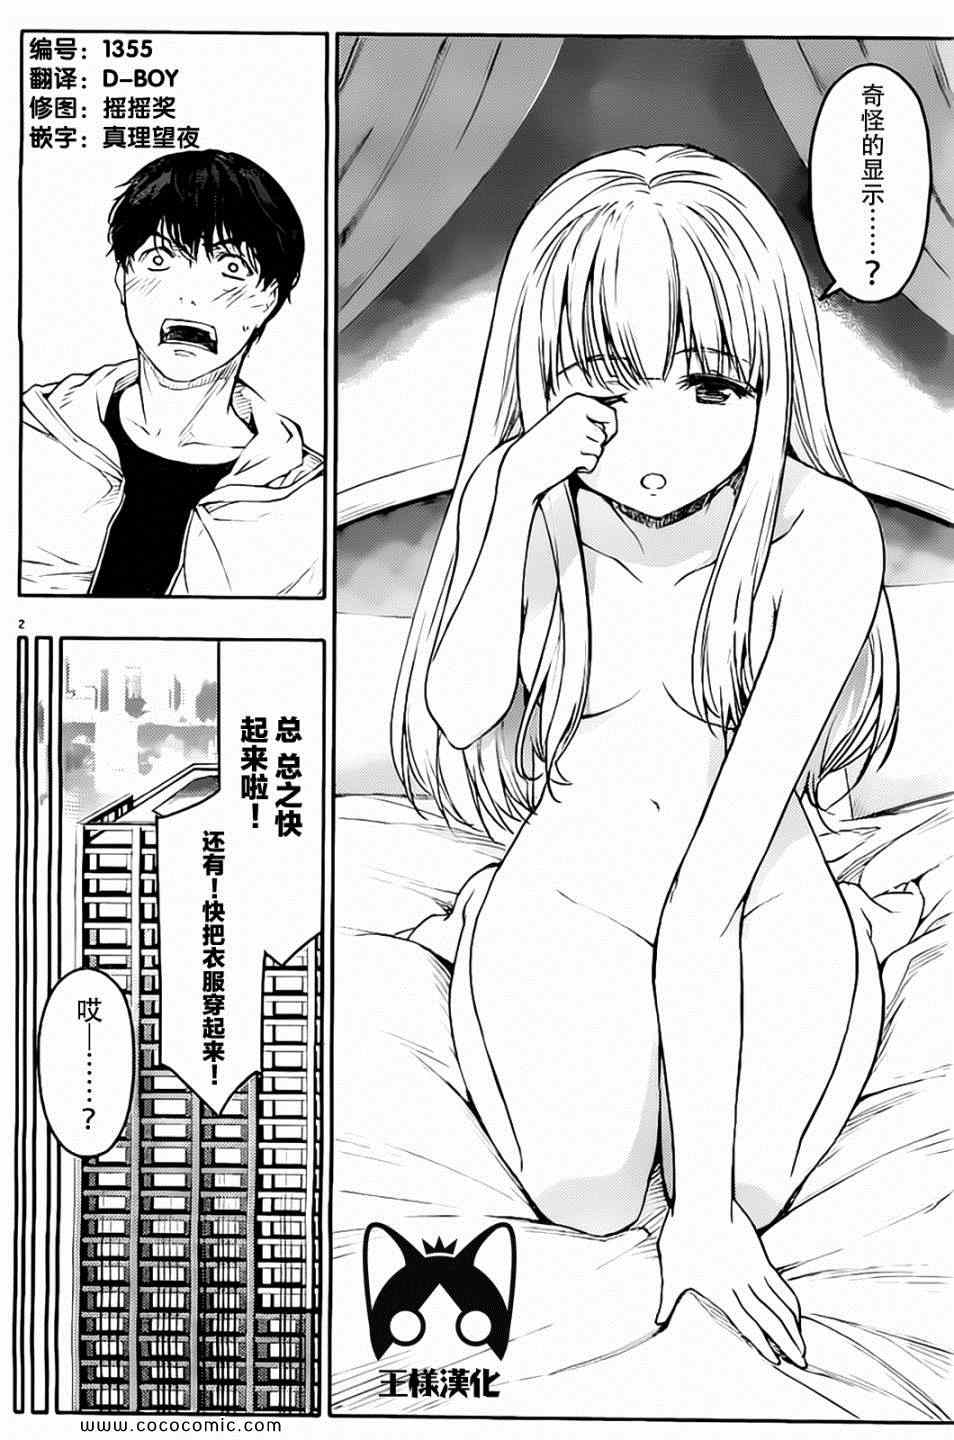 编号：1355
翻译：D-BOY
修图：摇摇奖
嵌字：真理望夜
奇怪的显示……？
2
总 总之快
起来啦！
还有！快把衣服穿起来！
哎—……？
王様漢化
www.cococomic.com